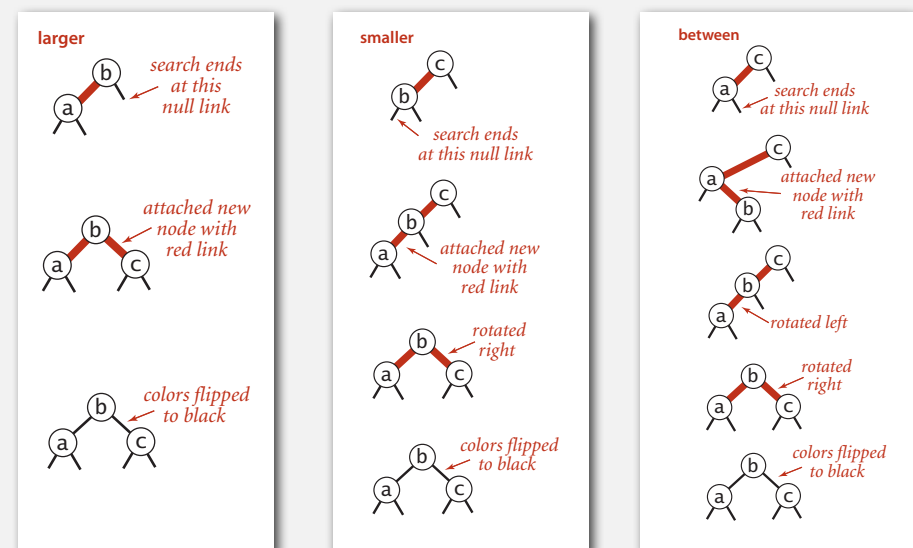 larger
b
search ends
at this
null link
a
attached new
node with
red link
b
a
c
colors flipped
to black
b
a
c
smaller
c
b
search ends
at this null link
c
b
a
attached new
node with
red link
rotated
right
b
a
c
colors flipped
to black
b
a
c
between
c
a
search ends
at this null link
c
a
attached new
node with
red link
b
c
b
a
rotated left
rotated
right
b
a
c
colors flipped
to black
b
a
c